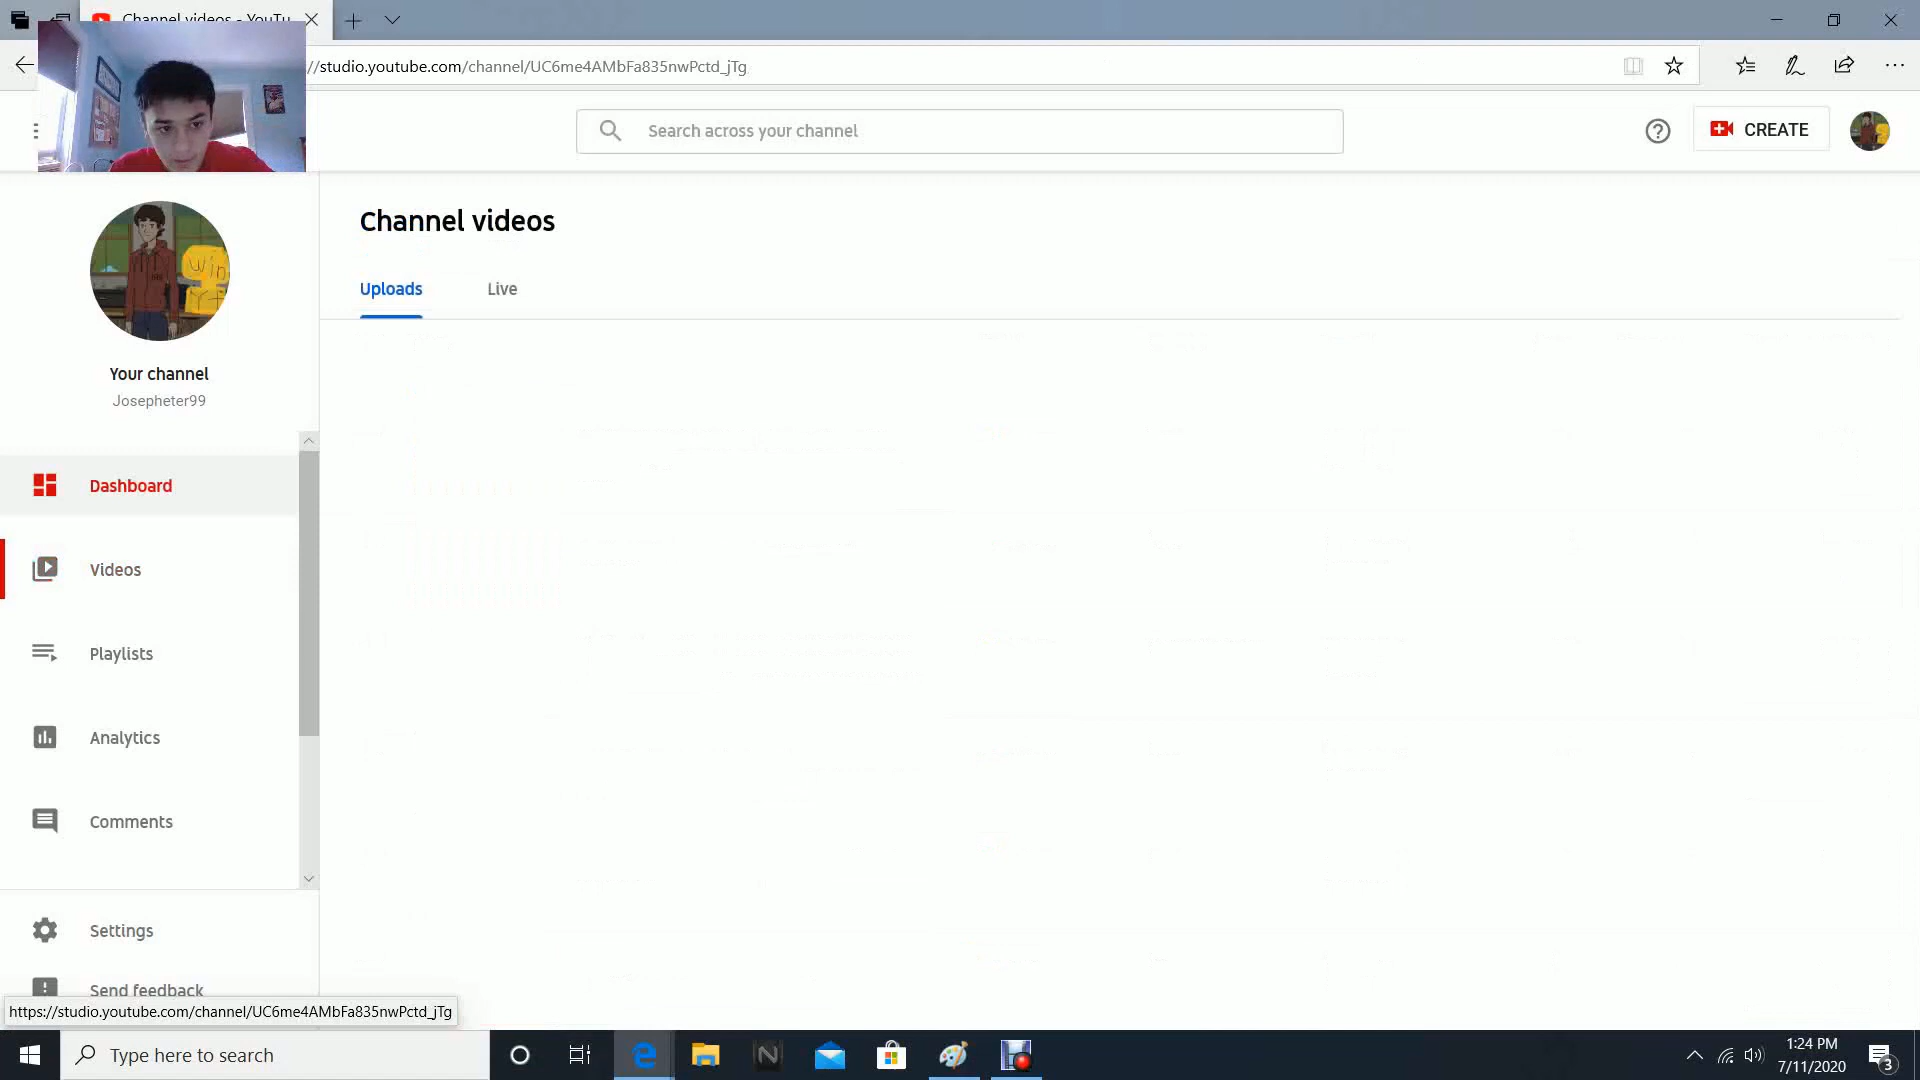 Channel videos - YouTu
//studio.youtube.com/channel/UC6me4AMbFa835nwPctd_jTg
Search across your channel
CREATE
Channel videos
Uploads
Live
win
Your channel
Josepheter99
Dashboard
Videos
Playlists
Analytics
Comments
Settings
Send feedback
https://studio.youtube.com/channel/UC6me4AMbFa835nwPctd_jTg
Type here to search
1:24 PM
7/11/2020
3